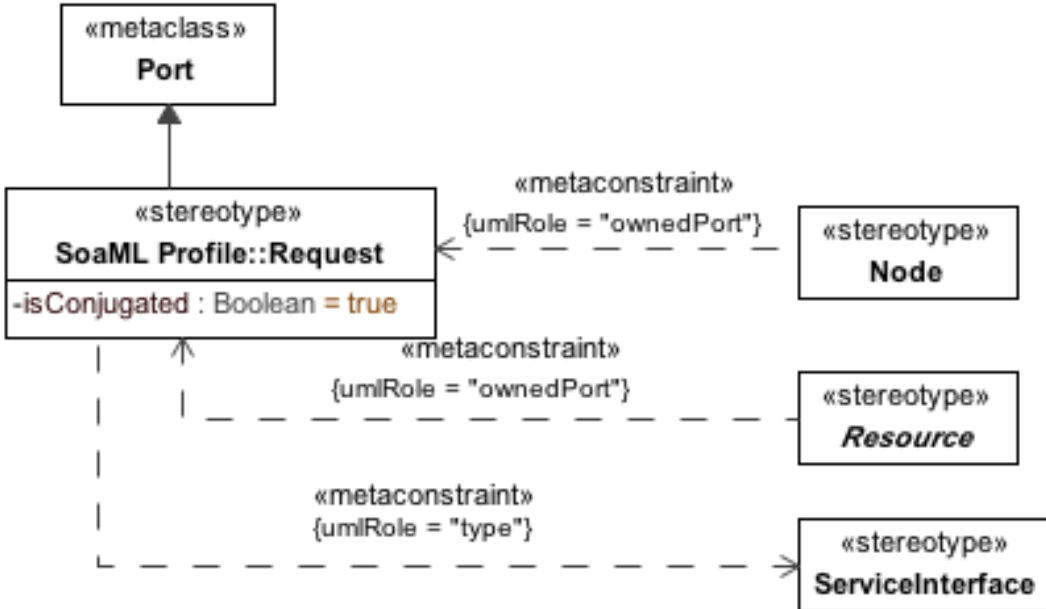 «metaclass»
Port
«stereotype»
SoaML Profile::Request
-isConjugated : Boolean = true
«metaconstraint»
{umlRole = "ownedPort"}
«stereotype»
Node
«metaconstraint»
{umlRole = "ownedPort"}
«stereotype»
Resource
«metaconstraint»
{umlRole = "type"}
«stereotype»
ServiceInterface